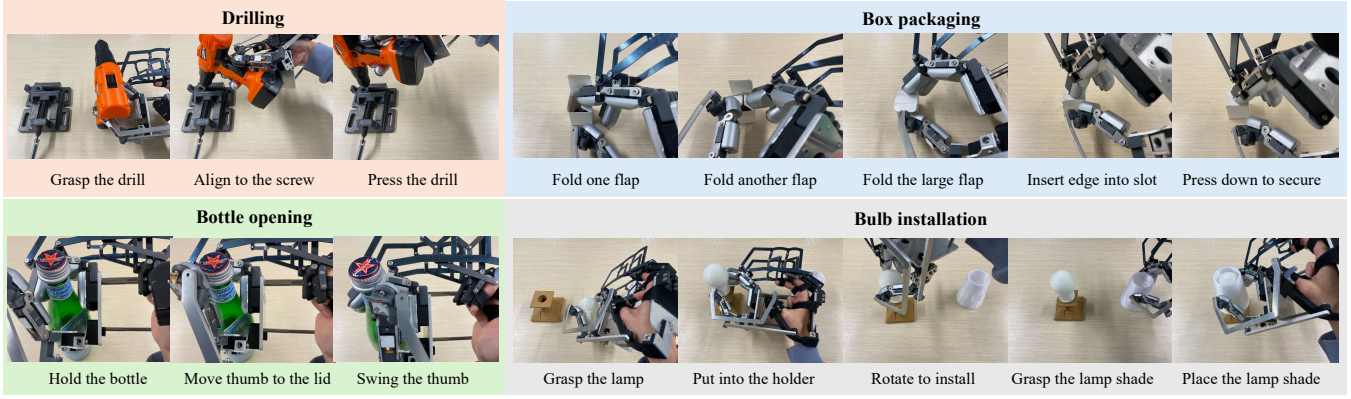 Drilling
Grasp the drill
Align to the screw
Press the drill
Box packaging
Fold one flap
Fold another flap
Fold the large flap
Insert edge into slot
Press down to secure
Bottle opening
Hold the bottle
Move thumb to the lid
Swing the thumb
Bulb installation
Grasp the lamp
Put into the holder
Rotate to install
Grasp the lamp shade
Place the lamp shade